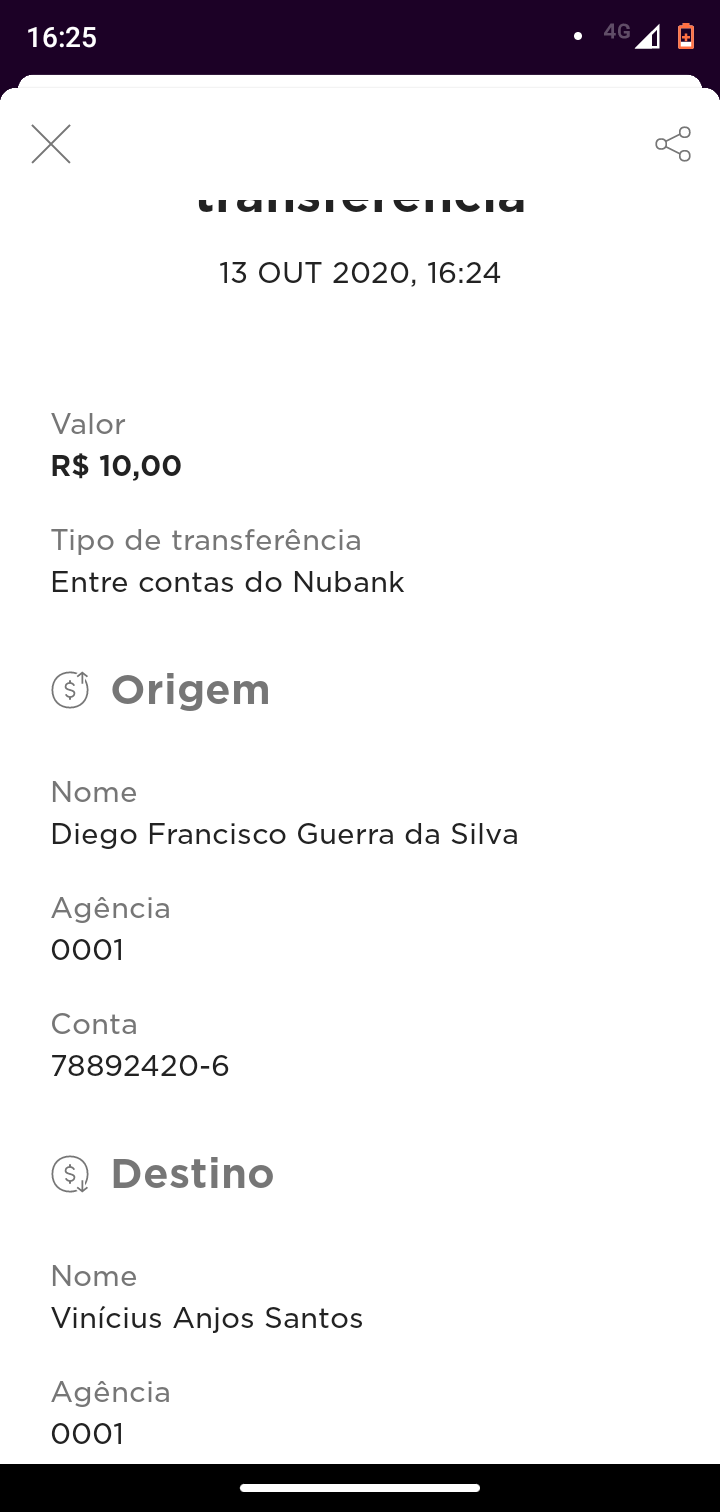 16:25
4G
transferência
13 OUT 2020, 16:24
Valor
R$ 10,00
Tipo de transferência
Entre contas do Nubank
Origem
Nome
Diego Francisco Guerra da Silva
Agência
0001
Conta
78892420-6
Destino
Nome
Vinícius Anjos Santos
Agência
0001